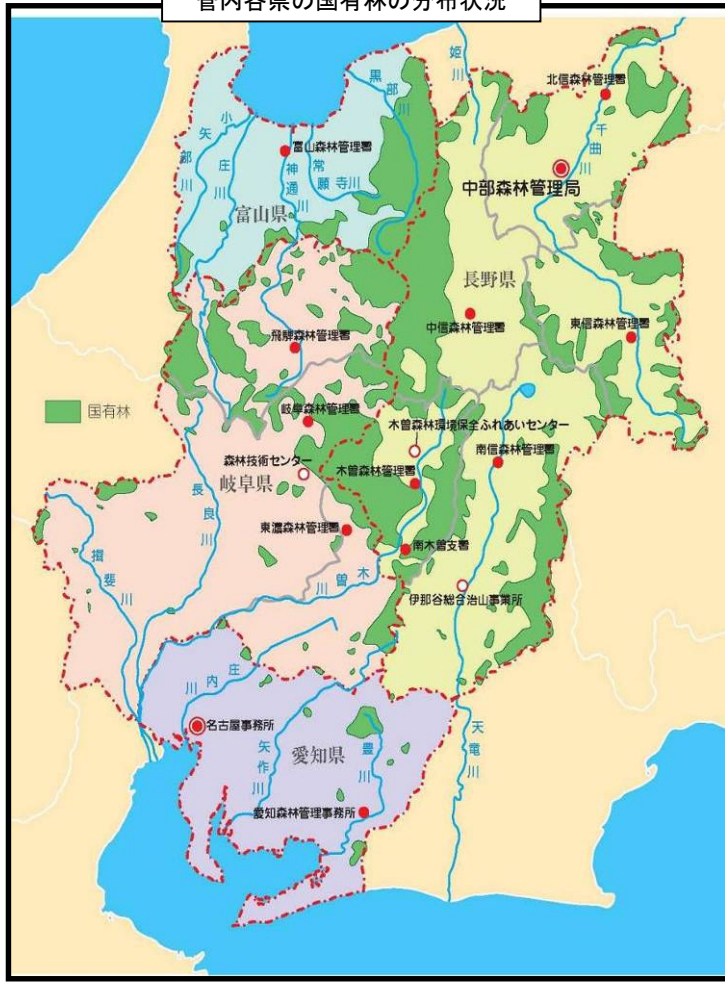 管内各県の国有林の分布状況
姫川
北信森林管理署
黒部川
千曲川
小矢部川
庄川
富山森林管理署
神通川
常願寺川
中部森林管理局
富山県
長野県
中信森林管理署
東信森林管理署
飛騨森林管理署
国有林
岐阜森林管理署
木曽森林環境保全ふれあいセンター
森林技術センター
南信森林管理署
岐阜県
木曽森林管理署
長良川
東濃森林管理署
南木曽支署
揖斐川
木曽川
伊那谷総合治山事業所
庄内川
名古屋事務所
愛知県
矢作川
豊川
天竜川
愛知森林管理事務所